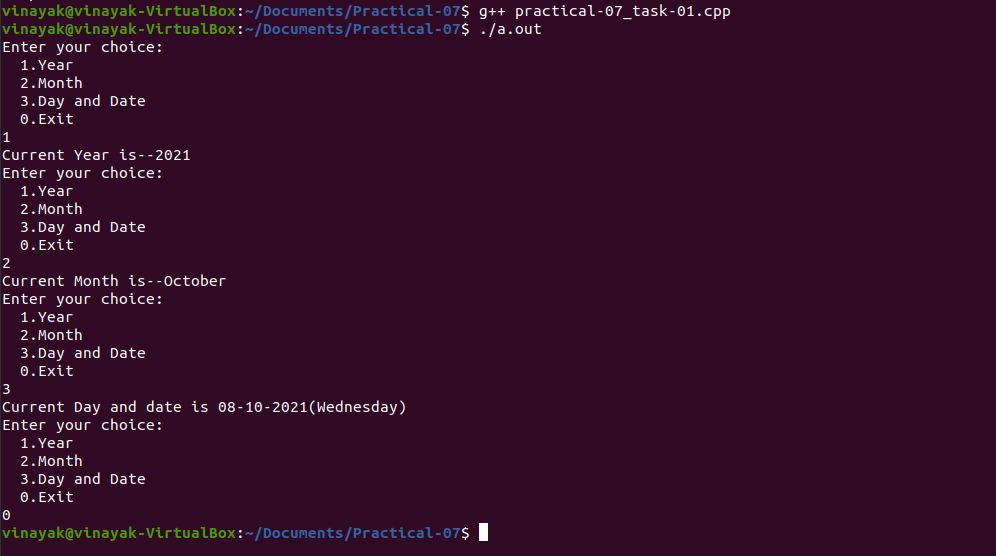 vinayak@vinayak-VirtualBox:~/Documents/Practical-07$ g++ practical-07_task-01.cpp
vinayak@vinayak-VirtualBox:~/Documents/Practical-07$ ./a.out
Enter your choice:
  1.Year
  2.Month
  3.Day and Date
  0.Exit
1
Current Year is--2021
Enter your choice:
  1.Year
  2.Month
  3.Day and Date
  0.Exit
2
Current Month is--October
Enter your choice:
  1.Year
  2.Month
  3.Day and Date
  0.Exit
3
Current Day and date is 08-10-2021(Wednesday)
Enter your choice:
  1.Year
  2.Month
  3.Day and Date
  0.Exit
0
vinayak@vinayak-VirtualBox:~/Documents/Practical-07$